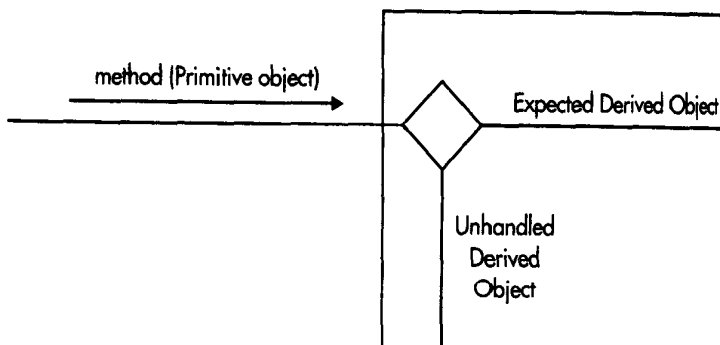 method (Primitive object)
Expected Derived Object
Unhandled
Derived
Object